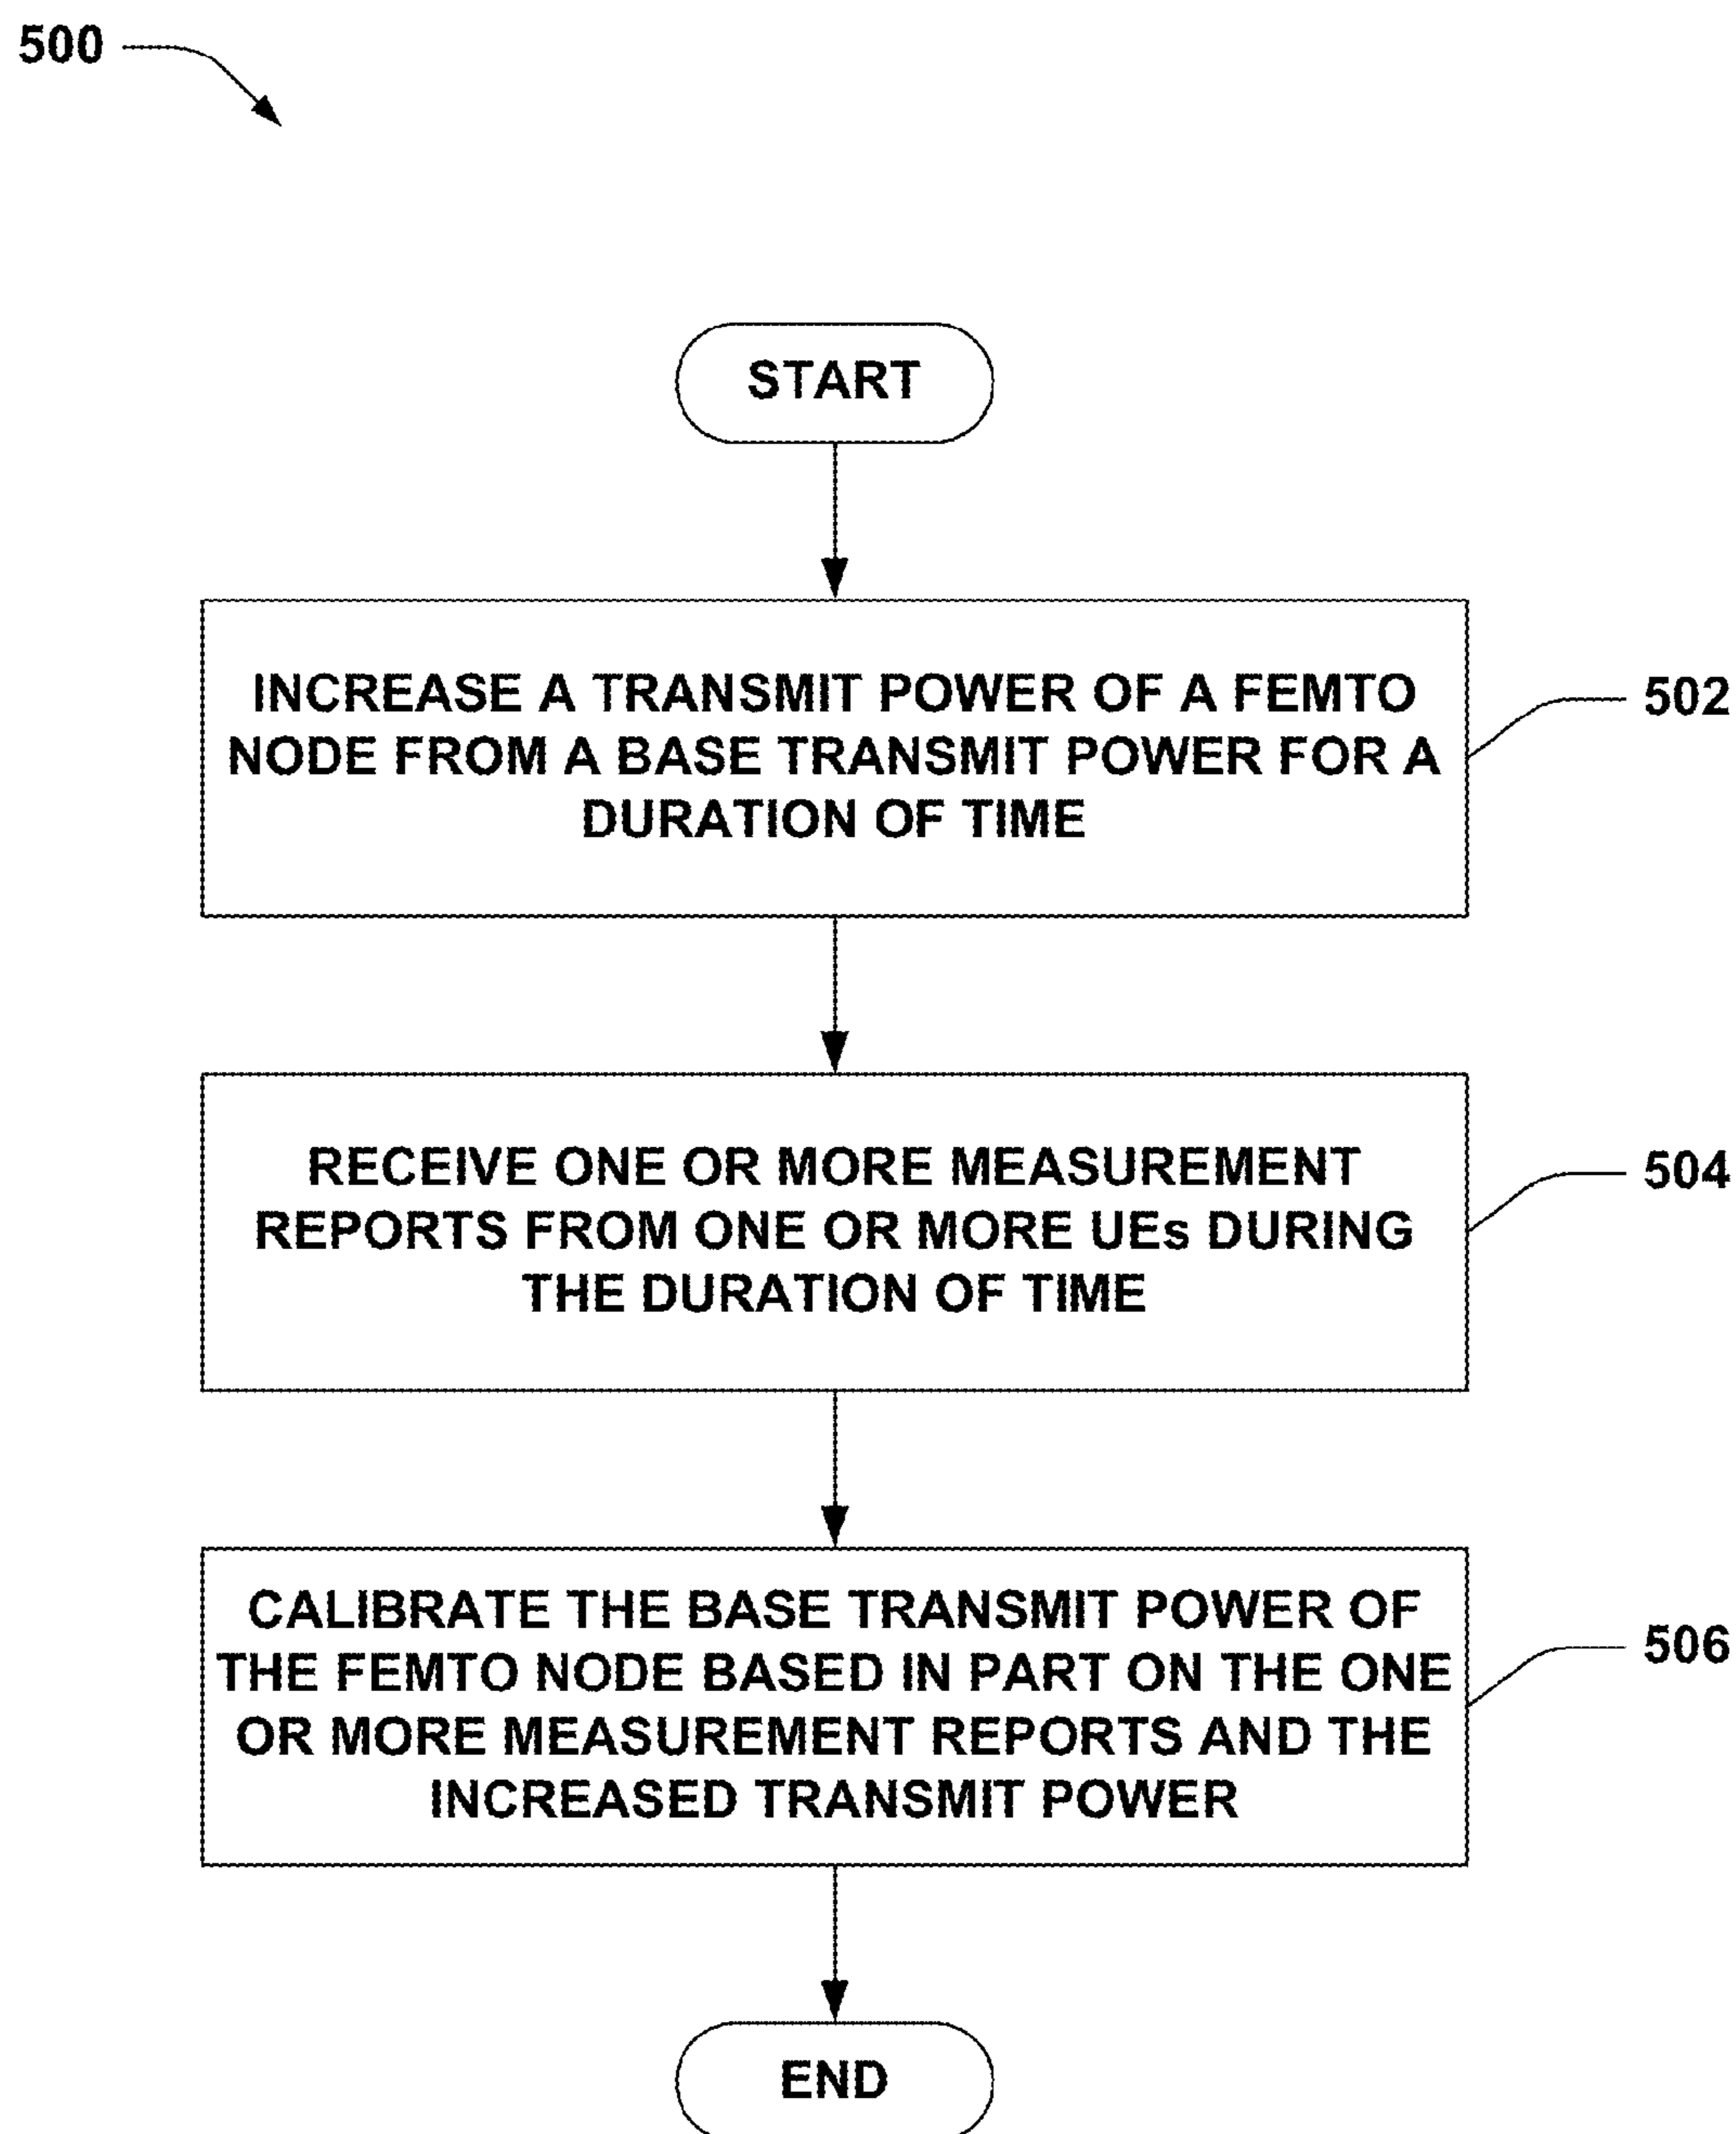 500
START
INCREASE A TRANSMIT POWER OF A FEMTO
NODE FROM A BASE TRANSMIT POWER FOR A
DURATION OF TIME
502
RECEIVE ONE OR MORE MEASUREMENT
REPORTS FROM ONE OR MORE UEs DURING
THE DURATION OF TIME
504
CALIBRATE THE BASE TRANSMIT POWER OF
THE FEMTO NODE BASED IN PART ON THE ONE
OR MORE MEASUREMENT REPORTS AND THE
INCREASED TRANSMIT POWER
506
END